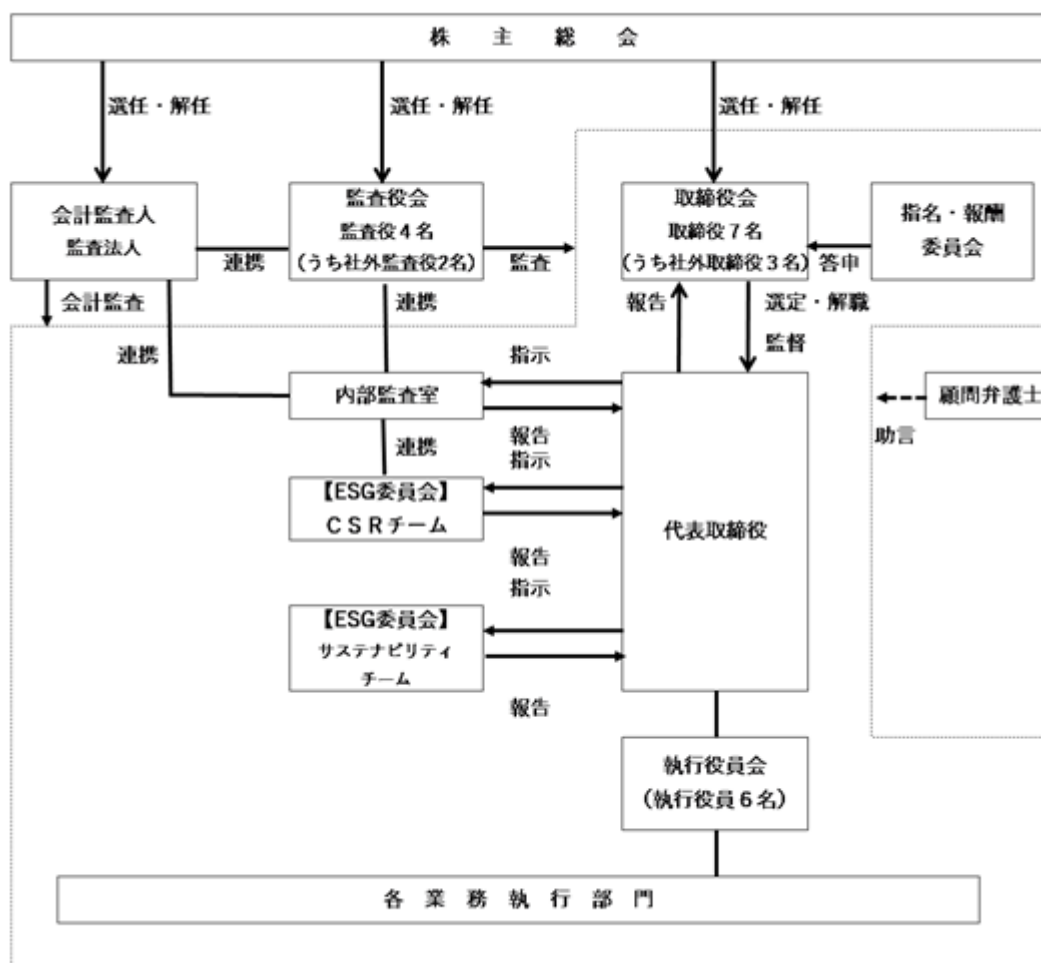 株主総会
選任・解任
選任・解任
選任・解任
会計監査人
監査法人
連携
監査役会
監査役4名
(うち社外監査役2名)
監査
取締役会
取締役7名
(うち社外取締役3名)
答申
指名・報酬
委員会
会計監査
連携
報告
選定・解職
監督
連携
指示
内部監査室
報告
連携
指示
【ESG委員会】
CSRチーム
報告
代表取締役
顧問弁護士
助言
指示
【ESG委員会】
サステナビリティ
チーム
報告
執行役員会
(執行役員6名)
各業務執行部門